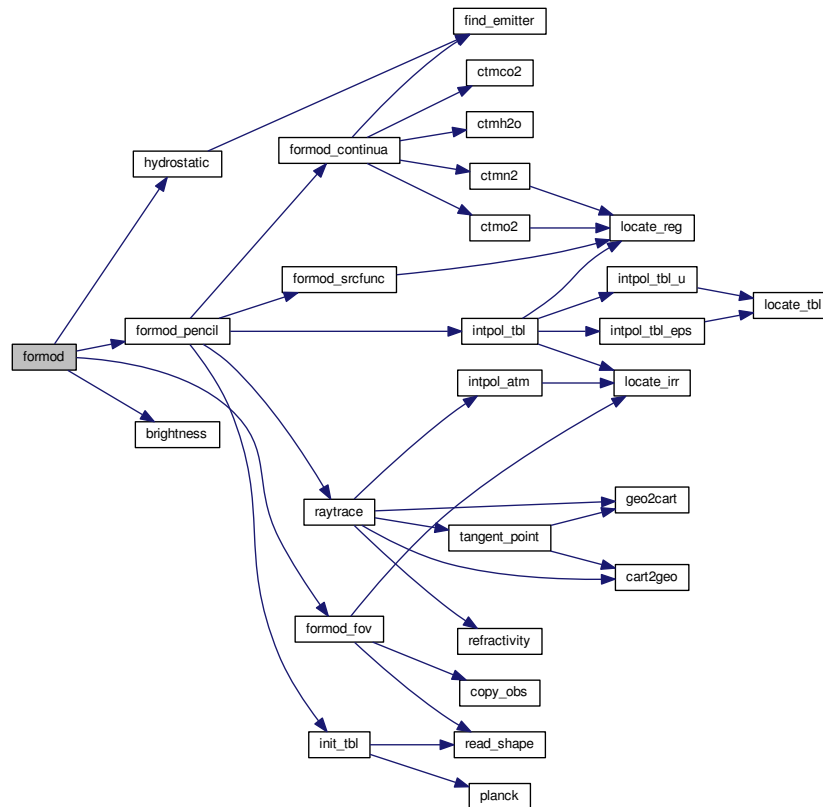 find_emitter
ctmco2
ctmh2o
hydrostatic
formod_continua
ctmn2
ctmo2
locate_reg
formod_srcfunc
intpol_tbl_u
locate_tbl
formod_pencil
intpol_tbl
intpol_tbl_eps
formod
intpol_atm
locate_irr
brightness
geo2cart
raytrace
tangent_point
cart2geo
formod_fov
refractivity
copy_obs
init_tbl
read_shape
planck